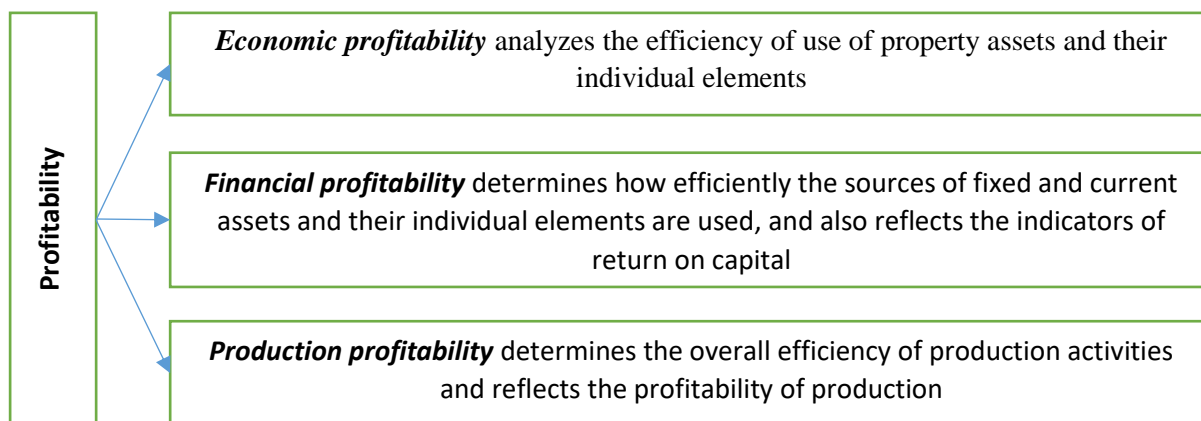 Profitability
Economic profitability analyzes the efficiency of use of property assets and their
individual elements
Financial profitability determines how efficiently the sources of fixed and current
assets and their individual elements are used, and also reflects the indicators of
return on capital
Production profitability determines the overall efficiency of production activities
and reflects the profitability of production